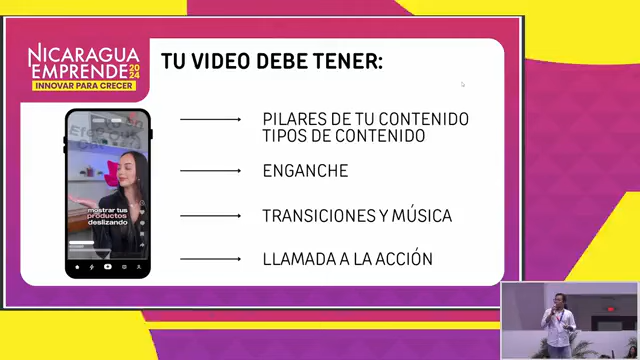 NICARAGUA
EMPRENDE 2024
INNOVAR PARA CRECER
TU VIDEO DEBE TENER:
PILARES DE TU CONTENIDO
TIPOS DE CONTENIDO
ENGANCHE
TRANSICIONES Y MÚSICA
LLAMADA A LA ACCIÓN
mostrar tus
productos
deslizando